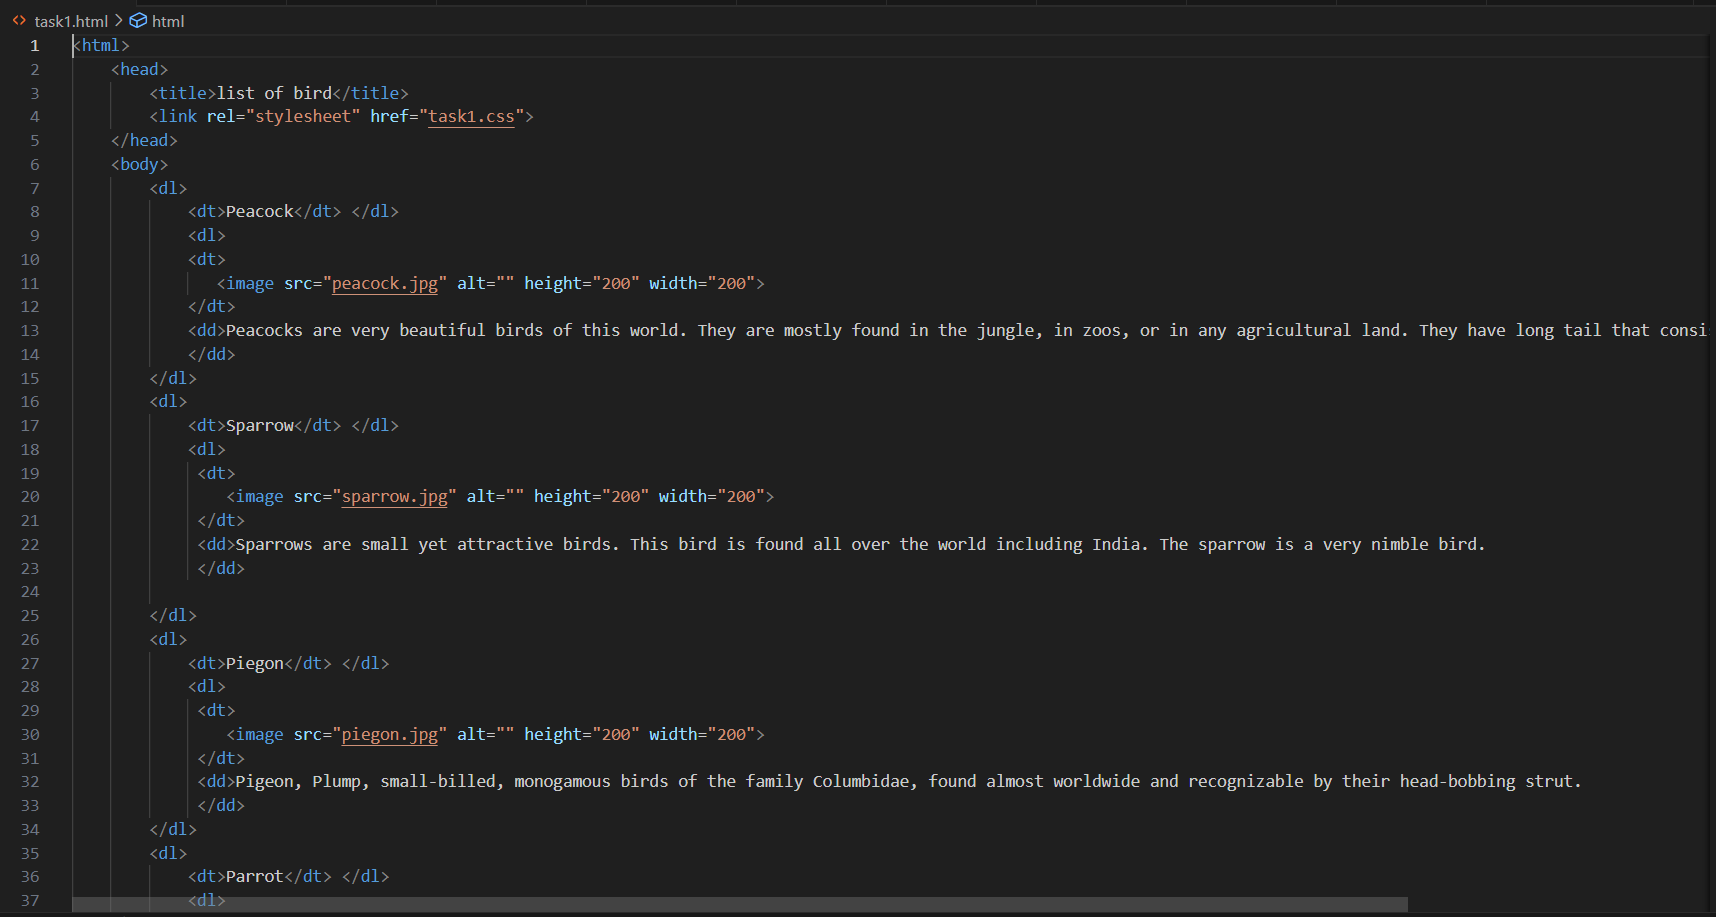 task1.html > html
1 <html>
2 <head>
3 <title>list of bird</title>
4 <link rel="stylesheet" href="task1.css">
5 </head>
6 <body>
7 <dl>
8 <dt>Peacock</dt> </dl>
9 <dl>
10 <dt>
11 <image src="peacock.jpg" alt="" height="200" width="200">
12 </dt>
13 <dd>Peacocks are very beautiful birds of this world. They are mostly found in the jungle, in zoos, or in any agricultural land. They have long tail that consi
14 </dd>
15 </dl>
16 <dl>
17 <dt>Sparrow</dt> </dl>
18 <dl>
19 <dt>
20 <image src="sparrow.jpg" alt="" height="200" width="200">
21 </dt>
22 <dd>Sparrows are small yet attractive birds. This bird is found all over the world including India. The sparrow is a very nimble bird.
23 </dd>
24
25 </dl>
26 <dl>
27 <dt>Piegon</dt> </dl>
28 <dl>
29 <dt>
30 <image src="piegon.jpg" alt="" height="200" width="200">
31 </dt>
32 <dd>Pigeon, Plump, small-billed, monogamous birds of the family Columbidae, found almost worldwide and recognizable by their head-bobbing strut.
33 </dd>
34 </dl>
35 <dl>
36 <dt>Parrot</dt> </dl>
37 <dl>